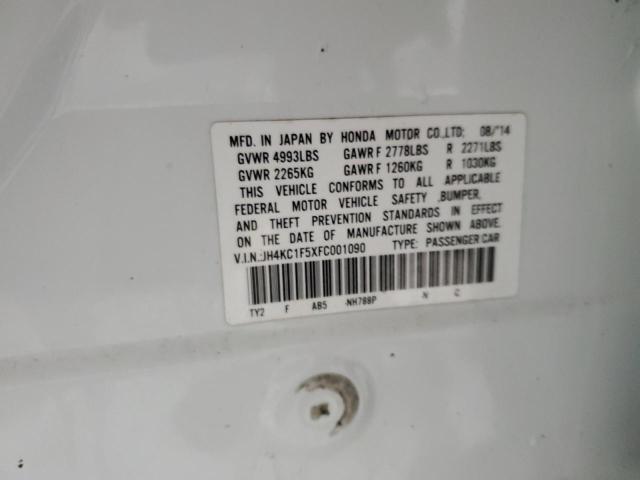 MFD. IN JAPAN BY HONDA MOTOR CO.,LTD. 08/'14
GVWR 4993LBS GAWR F 2778LBS R 2271LBS
GVWR 2265KG GAWR F 1260KG R 1030KG
THIS VEHICLE CONFORMS TO ALL APPLICABLE
FEDERAL MOTOR VEHICLE SAFETY ,BUMPER,
AND THEFT PREVENTION STANDARDS IN EFFECT
ON THE DATE OF MANUFACTURE SHOWN ABOVE.
V.I.N.:JH4KC1F5XFC001090 TYPE: PASSENGER CAR
TY2 F AB5 -NH788P N C